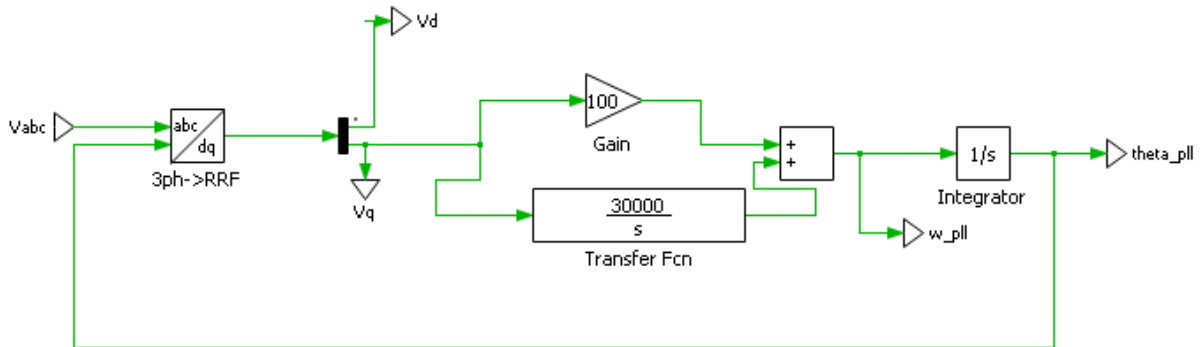 Vd
Vabc
abc
dq
3ph->RRF
Vq
100
Gain
30000
s
Transfer Fcn
+
+
1/s
Integrator
theta_pll
w_pll